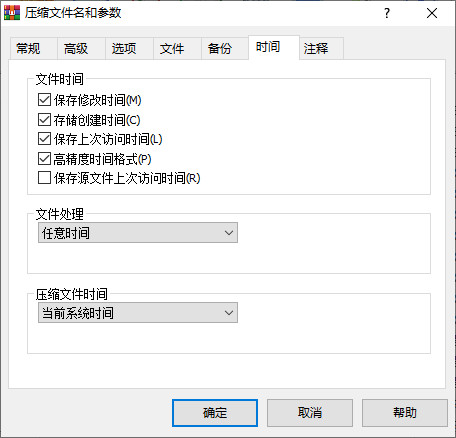 压缩文件名和参数
?
常规 高级 选项 文件 备份 时间 注释
文件时间
保存修改时间(M)
存储创建时间(C)
保存上次访问时间(L)
高精度时间格式(P)
保存源文件上次访问时间(R)
文件处理
任意时间
压缩文件时间
当前系统时间
确定 取消 帮助